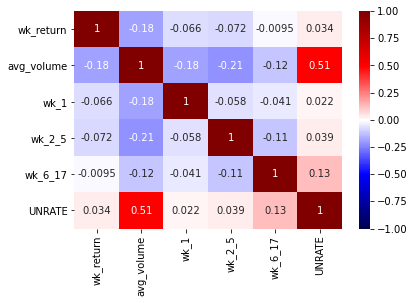 wk_return 1 -0.18 -0.066 -0.072 -0.0095 0.034
avg_volume -0.18 1 -0.18 -0.21 -0.12 0.51
wk_1 -0.066 -0.18 1 -0.058 -0.041 0.022
wk_2_5 -0.072 -0.21 -0.058 1 -0.11 0.039
wk_6_17 -0.0095 -0.12 -0.041 -0.11 1 0.13
UNRATE 0.034 0.51 0.022 0.039 0.13 1
wk_return avg_volume wk_1 wk_2_5 wk_6_17 UNRATE
1.00
0.75
0.50
0.25
0.00
−0.25
−0.50
−0.75
−1.00